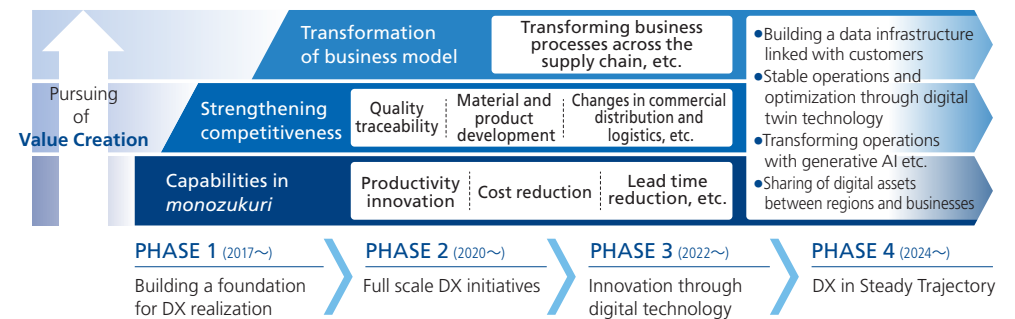 Pursuing
of
Value Creation
Transformation
of business model
Transforming business
processes across the
supply chain, etc.
Strengthening
competitiveness
Quality
traceability
Material and
product
development
Changes in commercial
distribution and
logistics, etc.
Capabilities in
monozukuri
Productivity
innovation
Cost reduction
Lead time
reduction, etc.
●Building a data infrastructure
linked with customers
●Stable operations and
optimization through digital
twin technology
●Transforming operations
with generative AI etc.
●Sharing of digital assets
between regions and businesses
PHASE 1 (2017～)
Building a foundation
for DX realization
PHASE 2 (2020～)
Full scale DX initiatives
PHASE 3 (2022～)
Innovation through
digital technology
PHASE 4 (2024～)
DX in Steady Trajectory